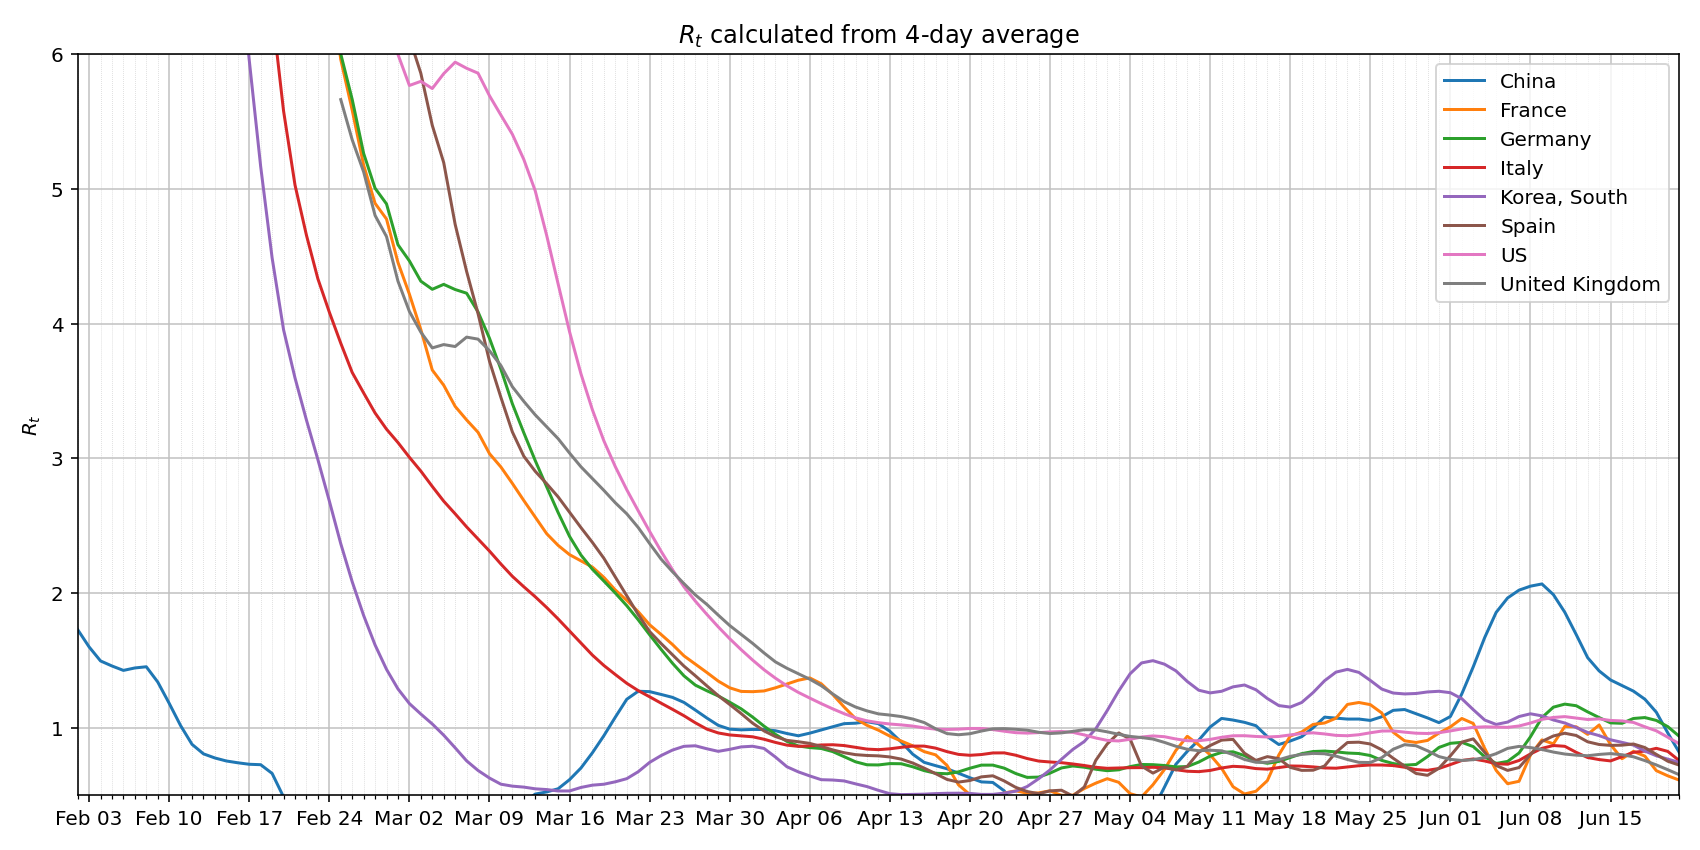 R_t calculated from 4-day average
6
5
4
3
2
1
R_t
China
France
Germany
Italy
Korea, South
Spain
US
United Kingdom
Feb 03 Feb 10 Feb 17 Feb 24 Mar 02 Mar 09 Mar 16 Mar 23 Mar 30 Apr 06 Apr 13 Apr 20 Apr 27 May 04 May 11 May 18 May 25 Jun 01 Jun 08 Jun 15